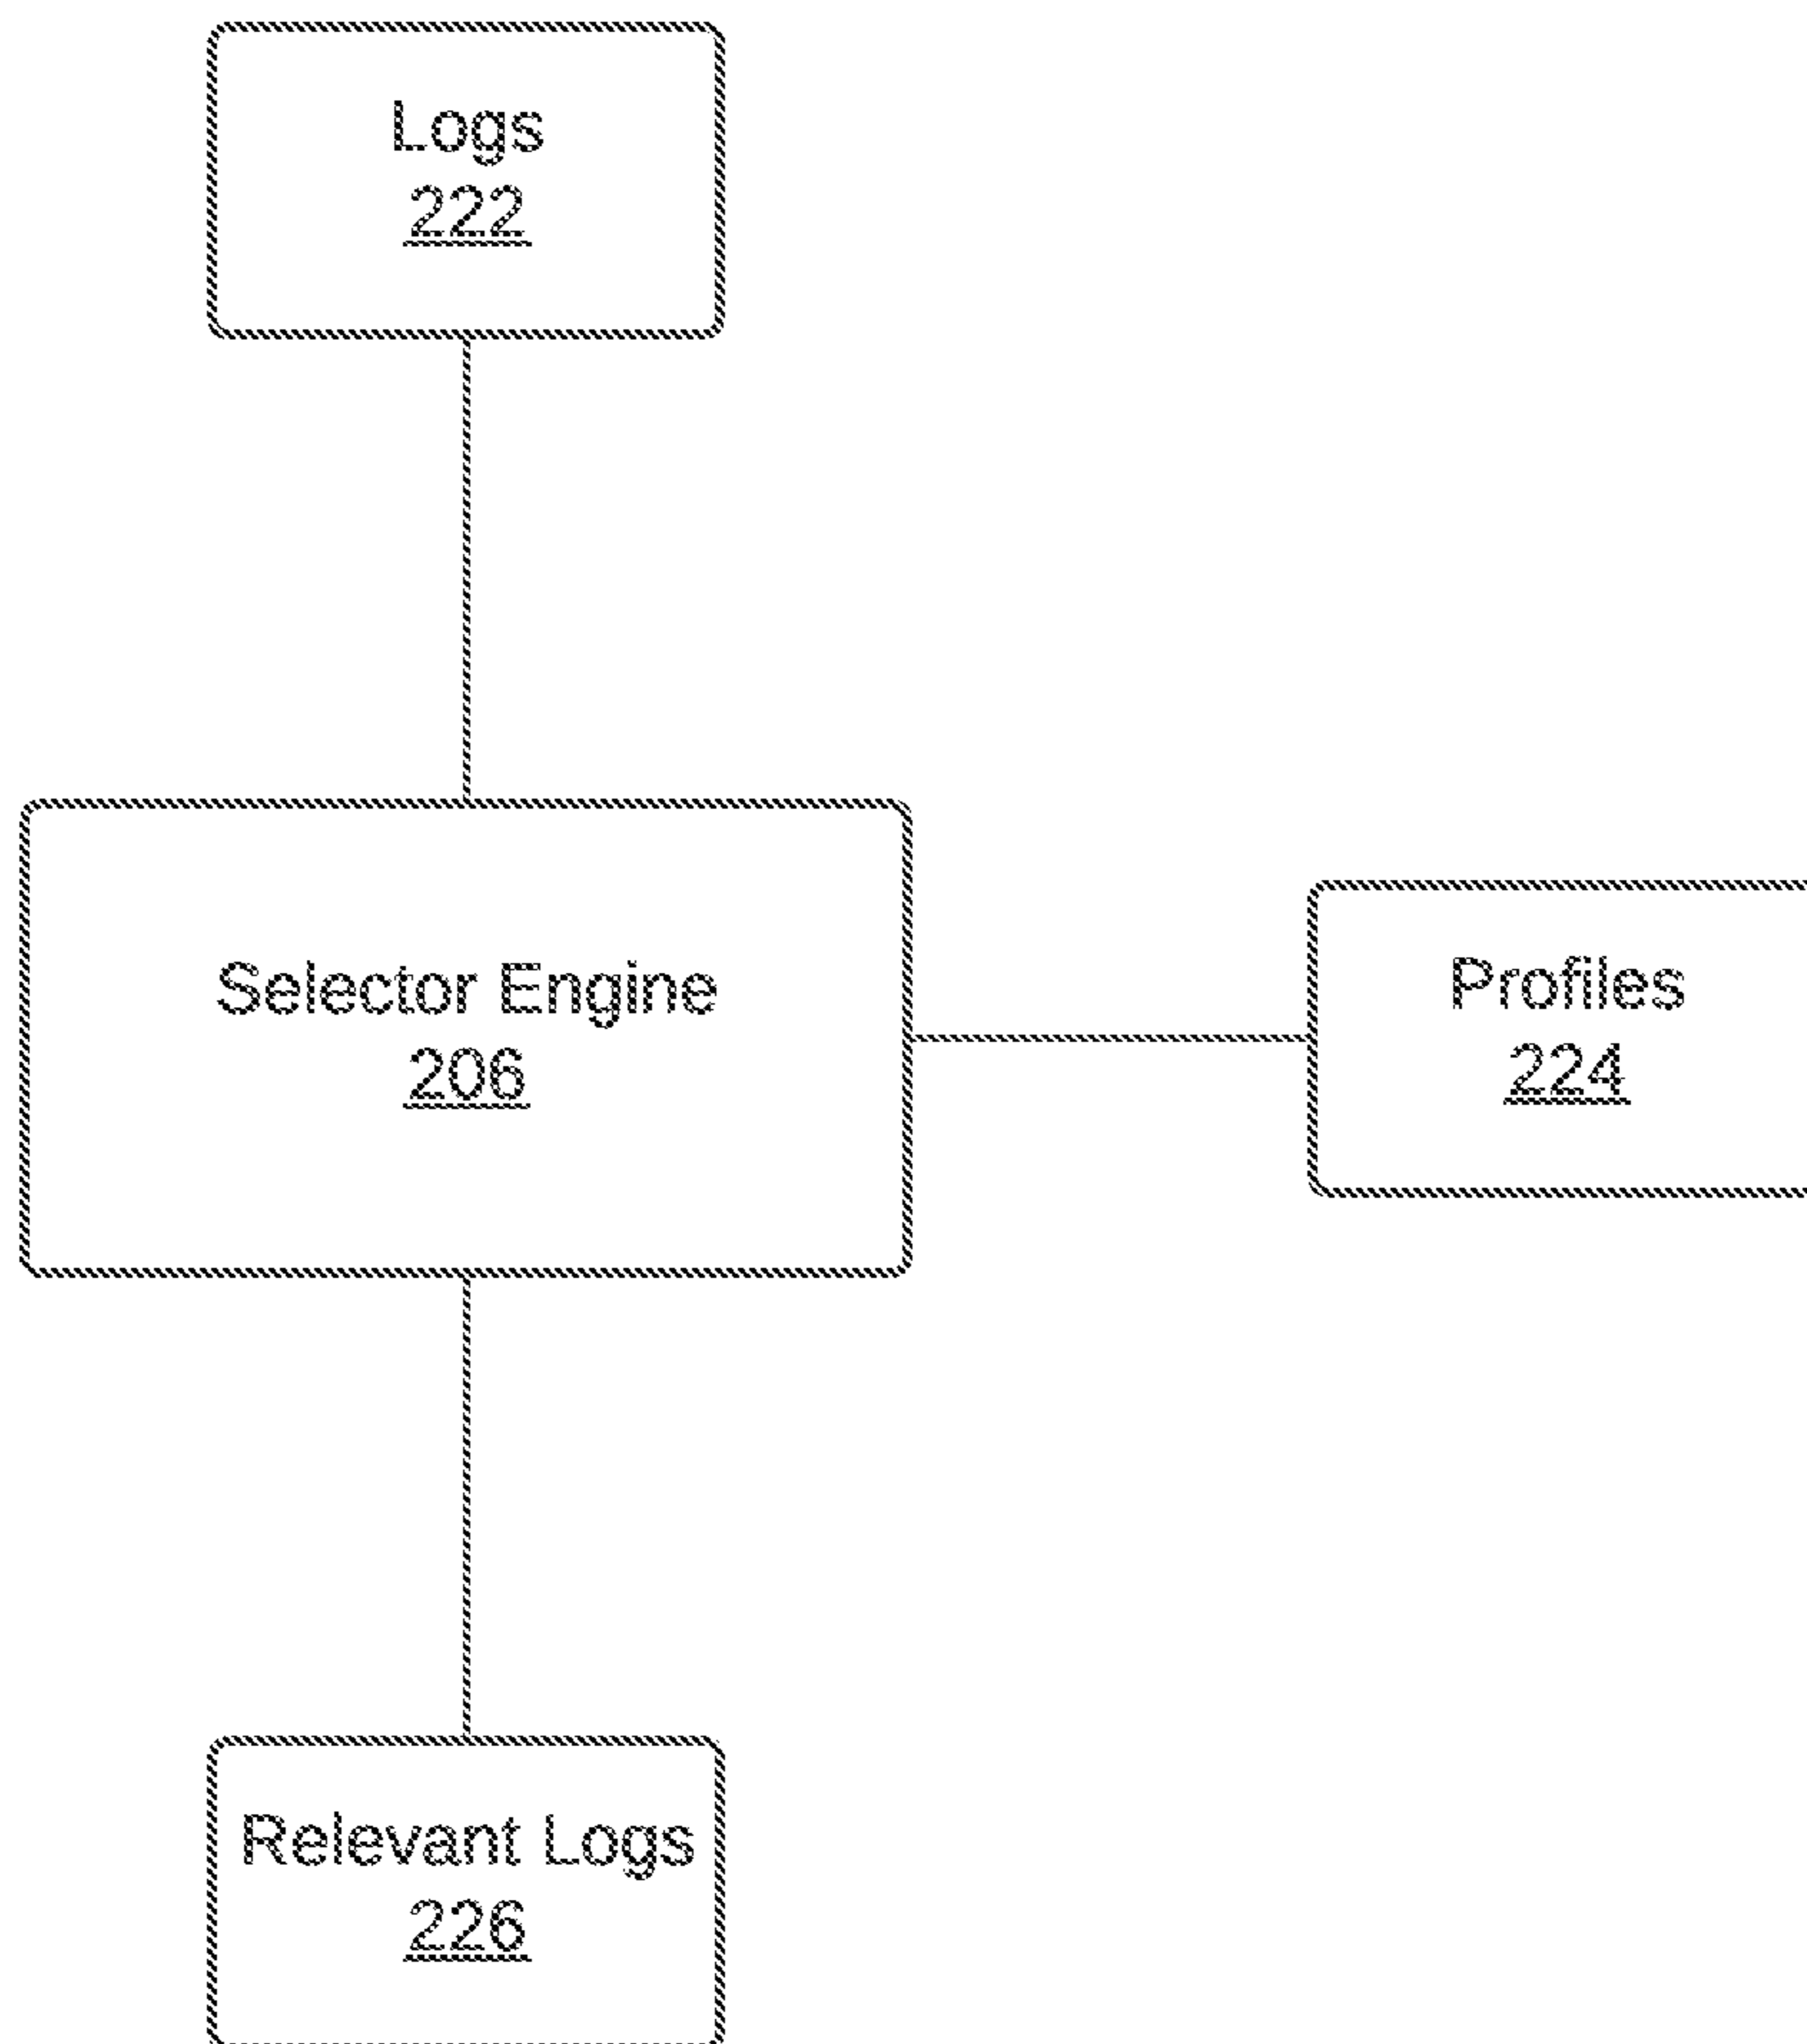 Logs
222
Selector Engine
206
Profiles
224
Relevant Logs
226